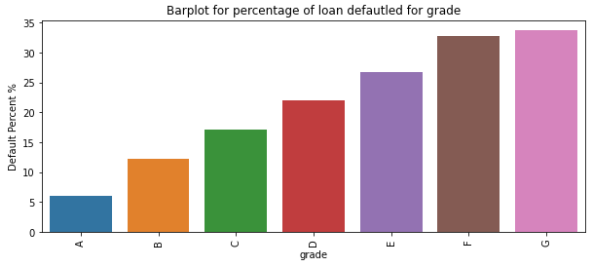 Barplot for percentage of loan defautled for grade
35
30
25
20
15
10
5
0
Default Percent %
A
B
C
D
E
F
G
grade